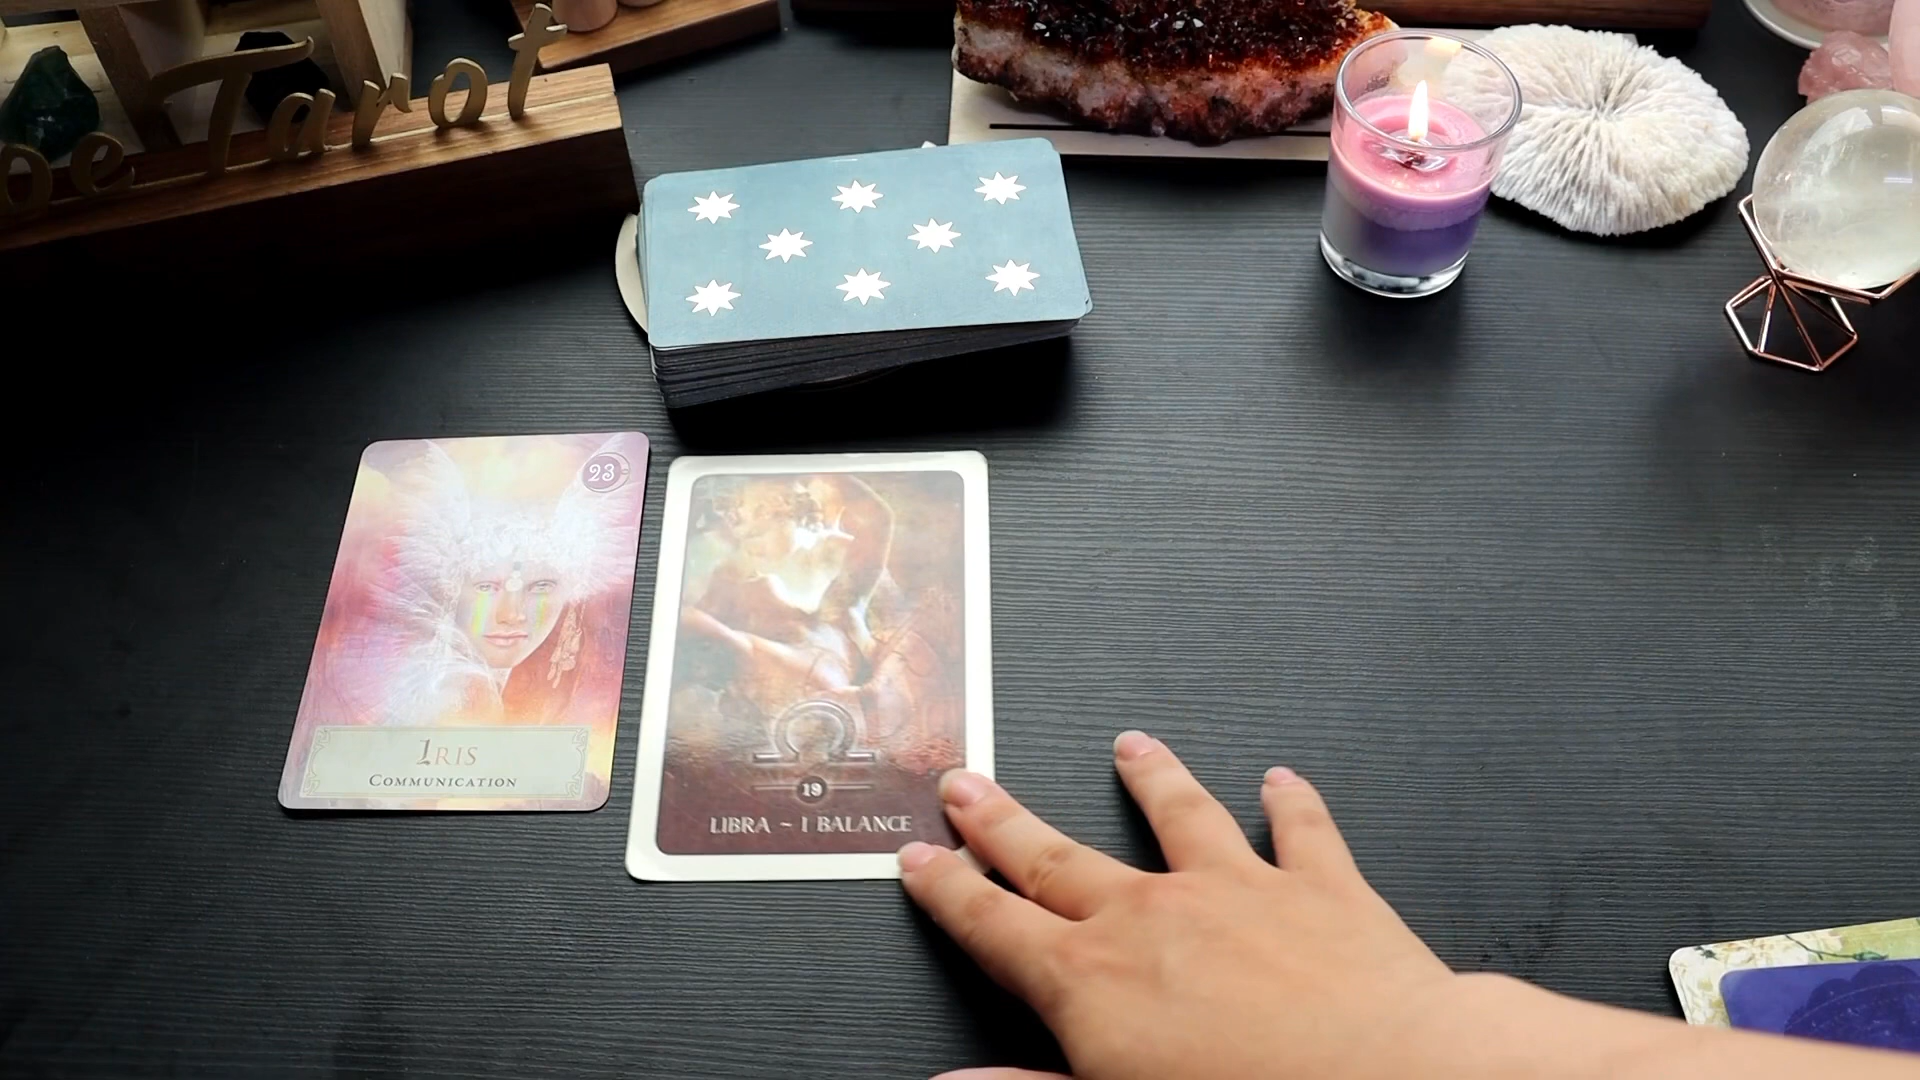 Tarot
23
IRIS
COMMUNICATION
19
LIBRA ~ I BALANCE